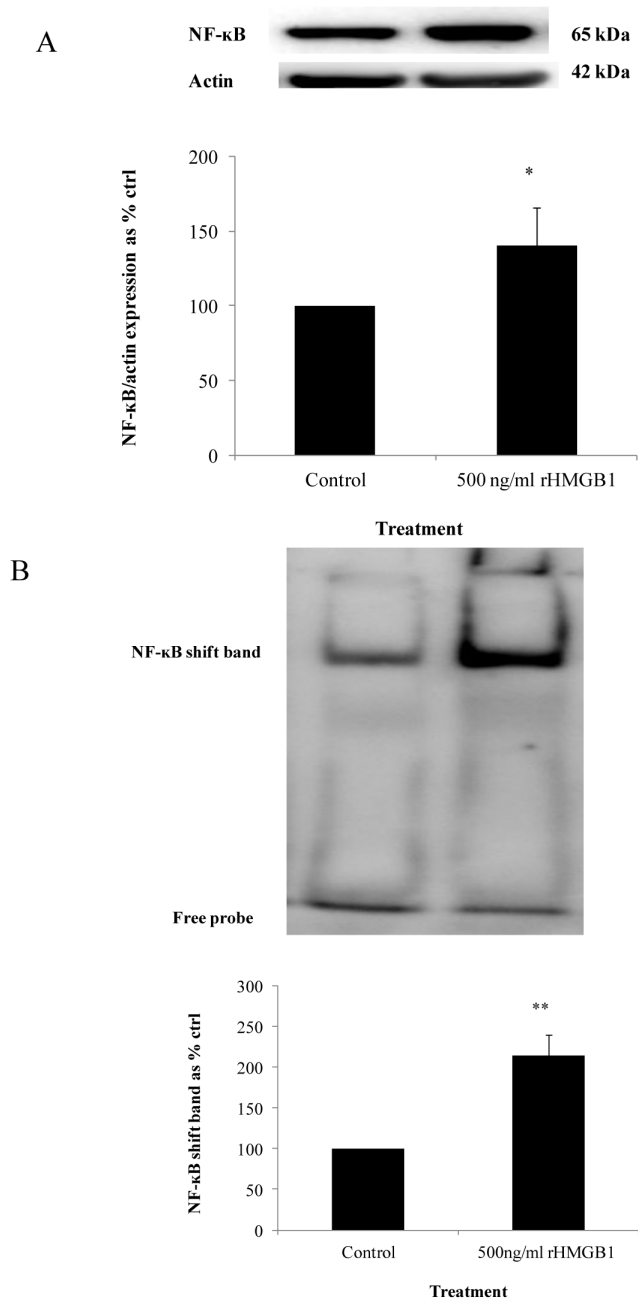 A
NF-κB 65 kDa
Actin 42 kDa
NF-κB/actin expression as % ctrl
200
150
100
50
0
*
Control 500 ng/ml rHMGB1
Treatment
B
NF-κB shift band
Free probe
NF-κB shift band as % ctrl
300
250
200
150
100
50
0
**
Control 500ng/ml rHMGB1
Treatment